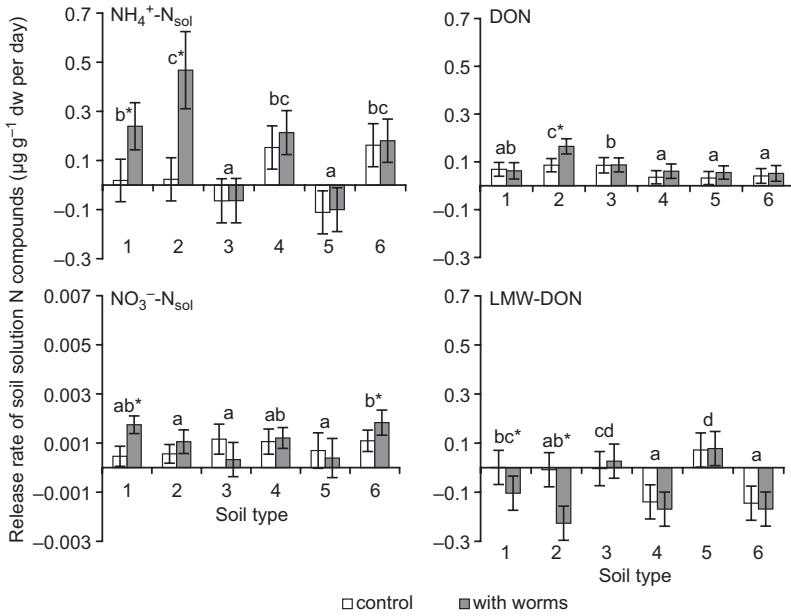 Release rate of soil solution N compounds (µg g⁻¹ dw per day)
NH₄⁺-Nsol
0.7
0.5
0.3
0.1
–0.1
–0.3
b*
c*
a
bc
a
bc
1 2 3 4 5 6
DON
0.7
0.5
0.3
0.1
–0.1
–0.3
ab
c*
b
a
a
a
1 2 3 4 5 6
NO₃⁻-Nsol
0.007
0.005
0.003
0.001
–0.001
–0.003
ab*
a
a
ab
a
b*
1 2 3 4 5 6
Soil type
LMW-DON
0.7
0.5
0.3
0.1
–0.1
–0.3
bc*
ab*
cd
a
d
a
1 2 3 4 5 6
Soil type
control with worms